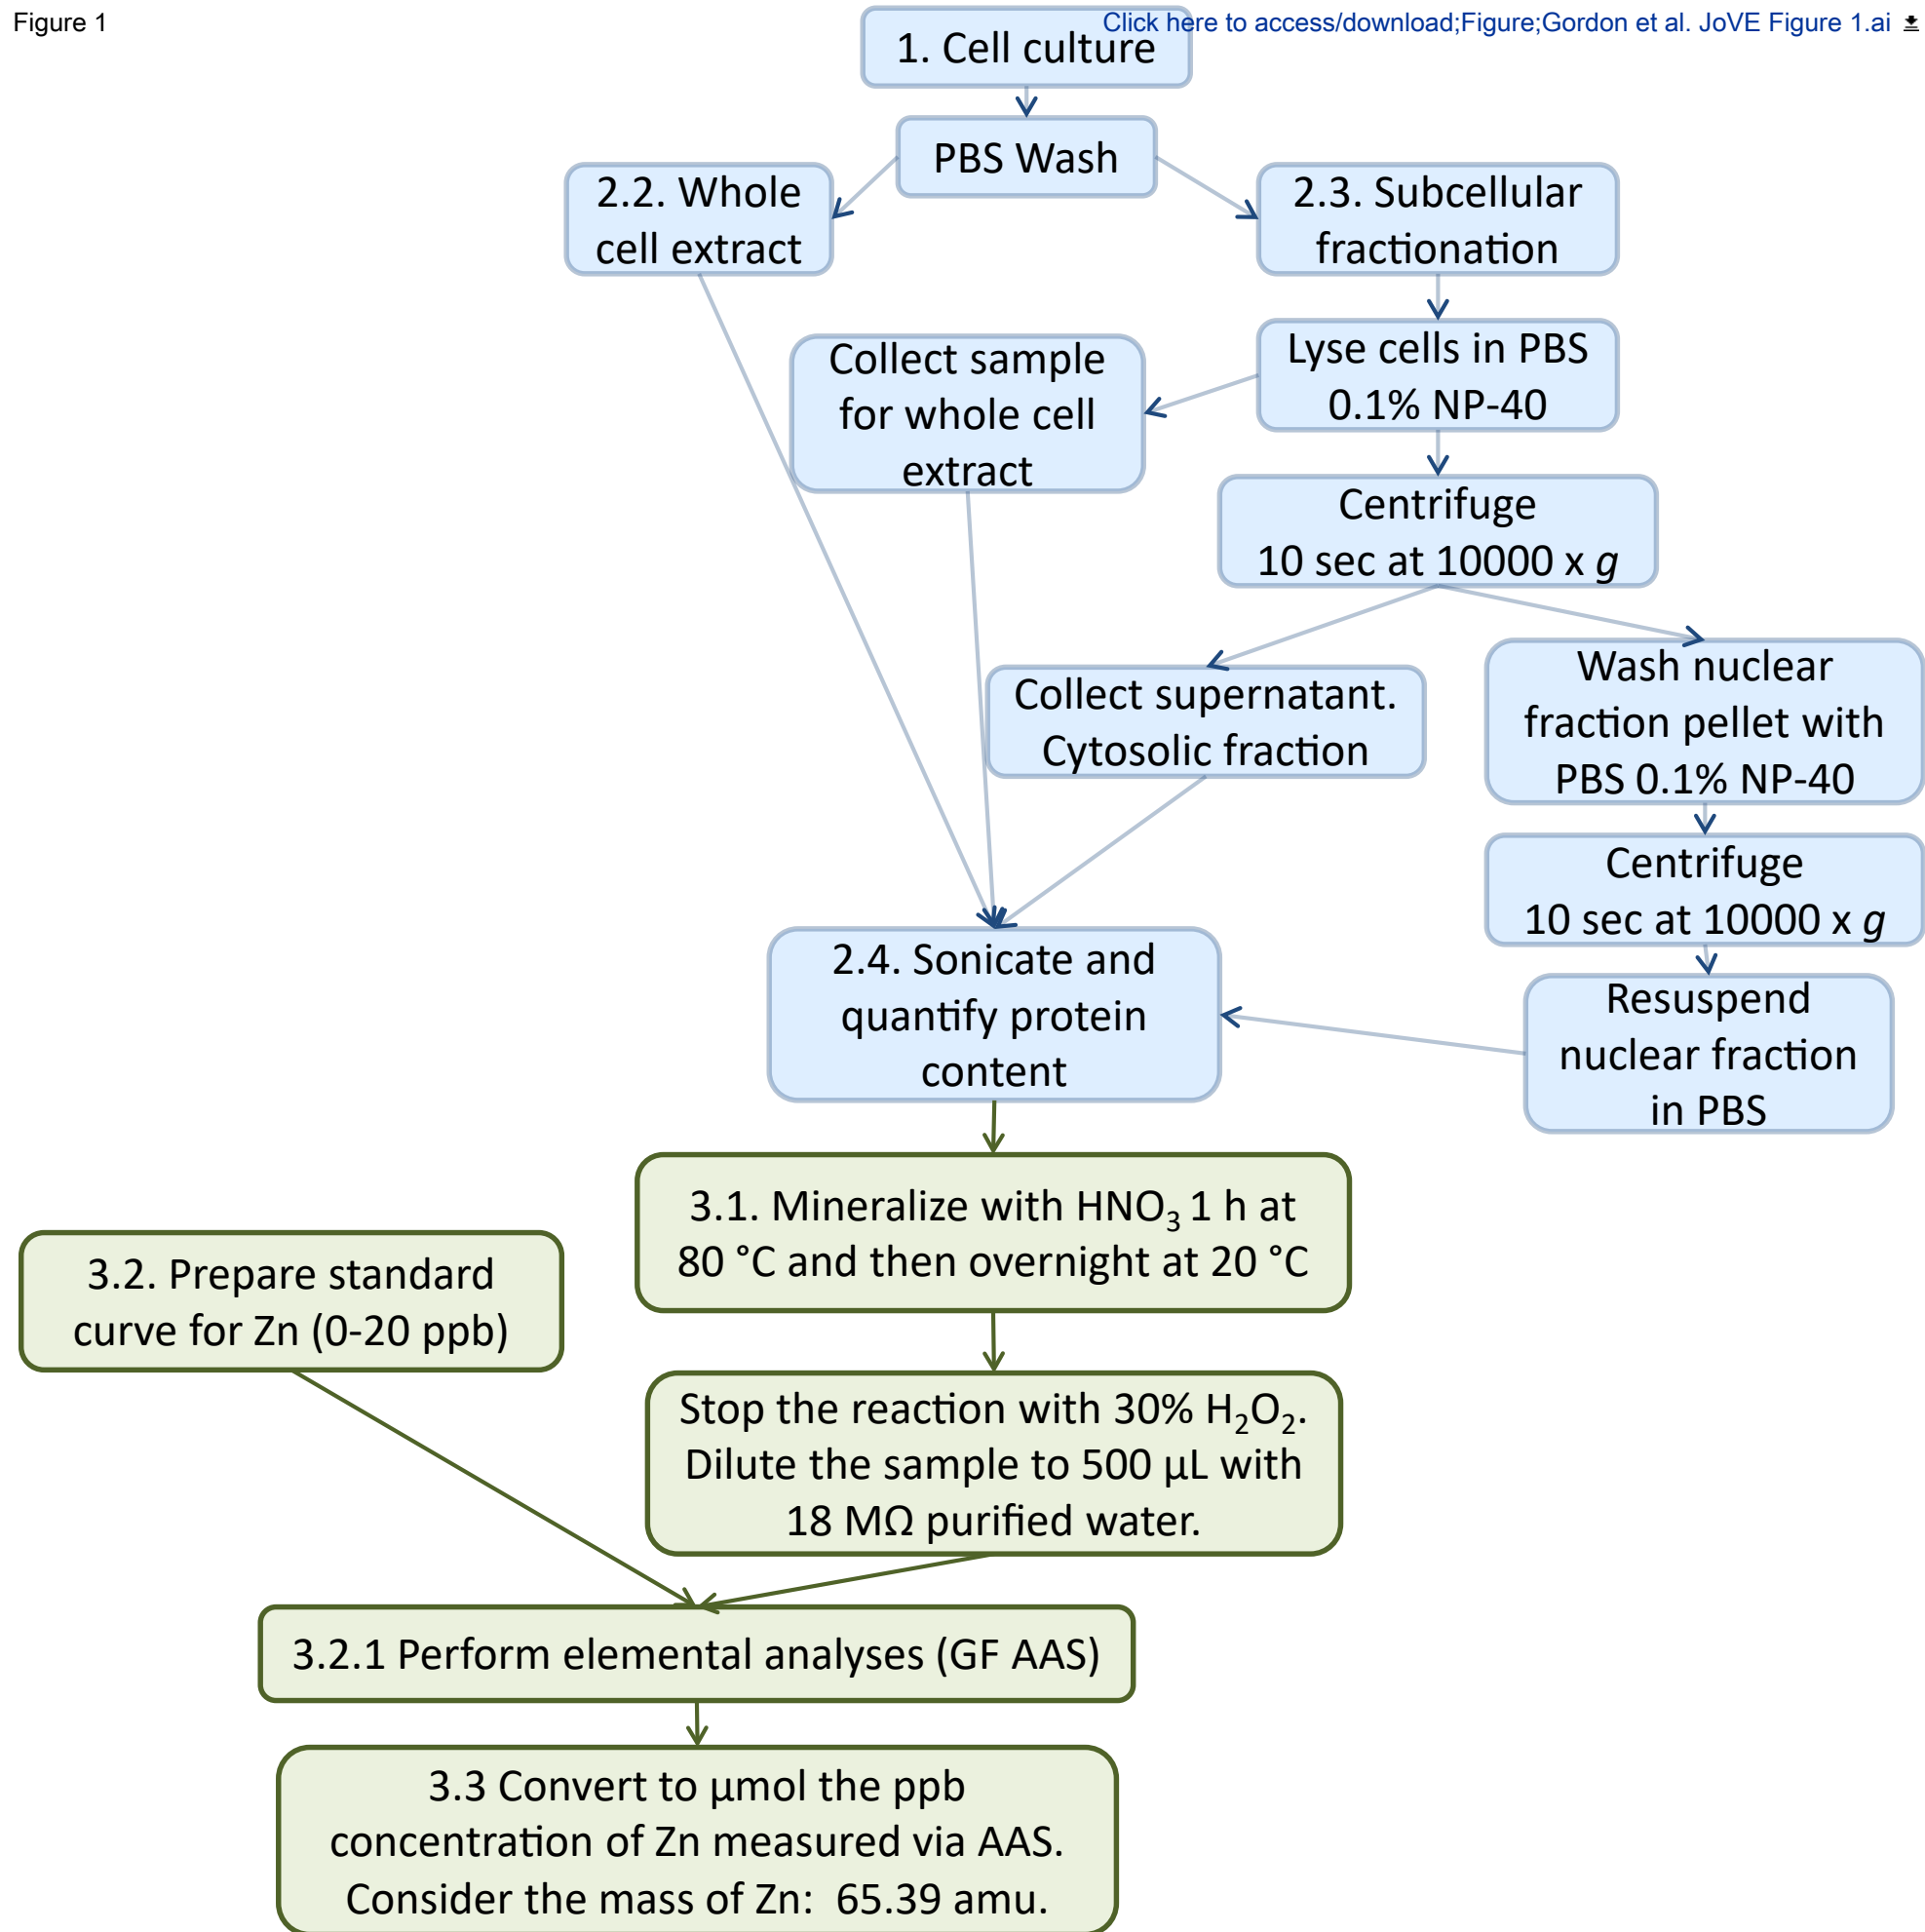 Figure 1
Click here to access/download;Figure;Gordon et al. JoVE Figure 1.ai
1. Cell culture
PBS Wash
2.2. Whole
cell extract
2.3. Subcellular
fractionation
Collect sample
for whole cell
extract
Lyse cells in PBS
0.1% NP-40
Centrifuge
10 sec at 10000 x g
Collect supernatant.
Cytosolic fraction
Wash nuclear
fraction pellet with
PBS 0.1% NP-40
Centrifuge
10 sec at 10000 x g
Resuspend
nuclear fraction
in PBS
2.4. Sonicate and
quantify protein
content
3.1. Mineralize with HNO₃ 1 h at
80 °C and then overnight at 20 °C
3.2. Prepare standard
curve for Zn (0-20 ppb)
Stop the reaction with 30% H₂O₂.
Dilute the sample to 500 µL with
18 MΩ purified water.
3.2.1 Perform elemental analyses (GF AAS)
3.3 Convert to µmol the ppb
concentration of Zn measured via AAS.
Consider the mass of Zn: 65.39 amu.